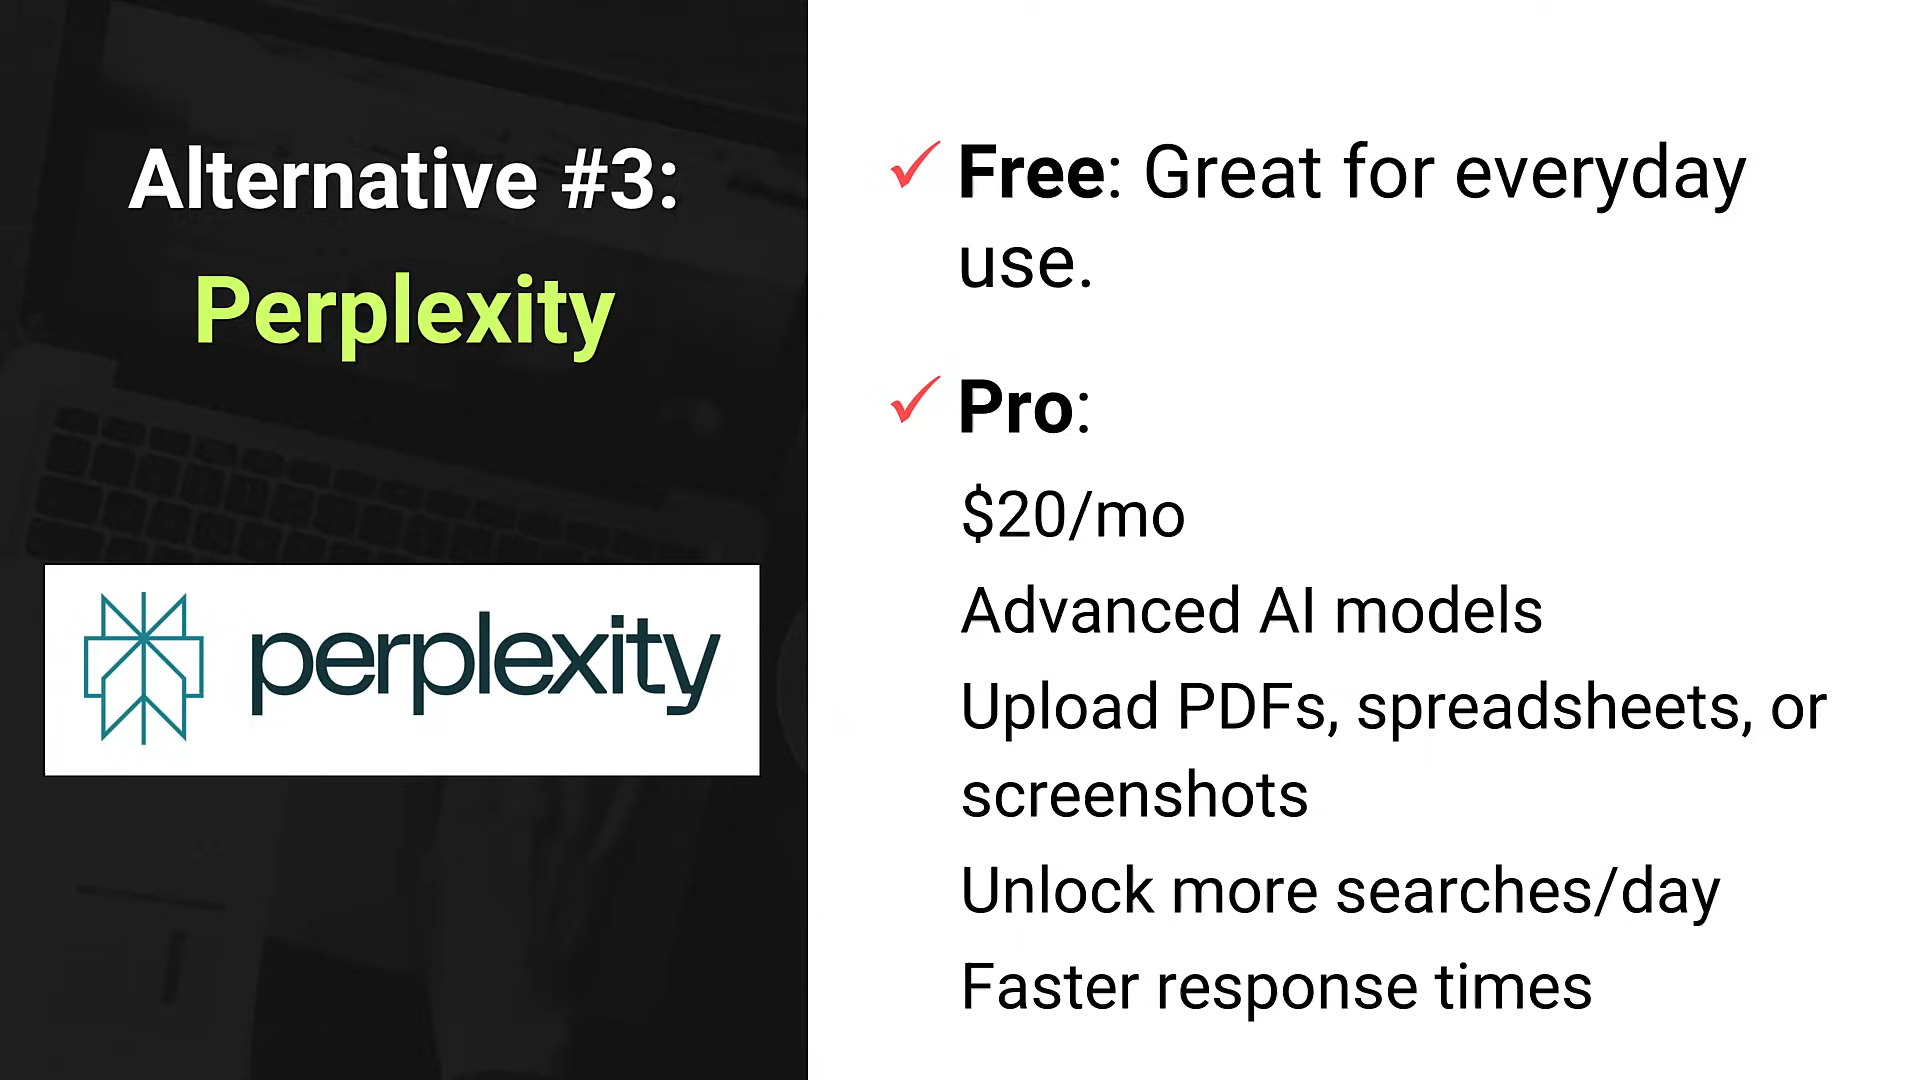 Alternative #3:
Perplexity
perplexity
Free: Great for everyday
use.
Pro:
$20/mo
Advanced AI models
Upload PDFs, spreadsheets, or
screenshots
Unlock more searches/day
Faster response times